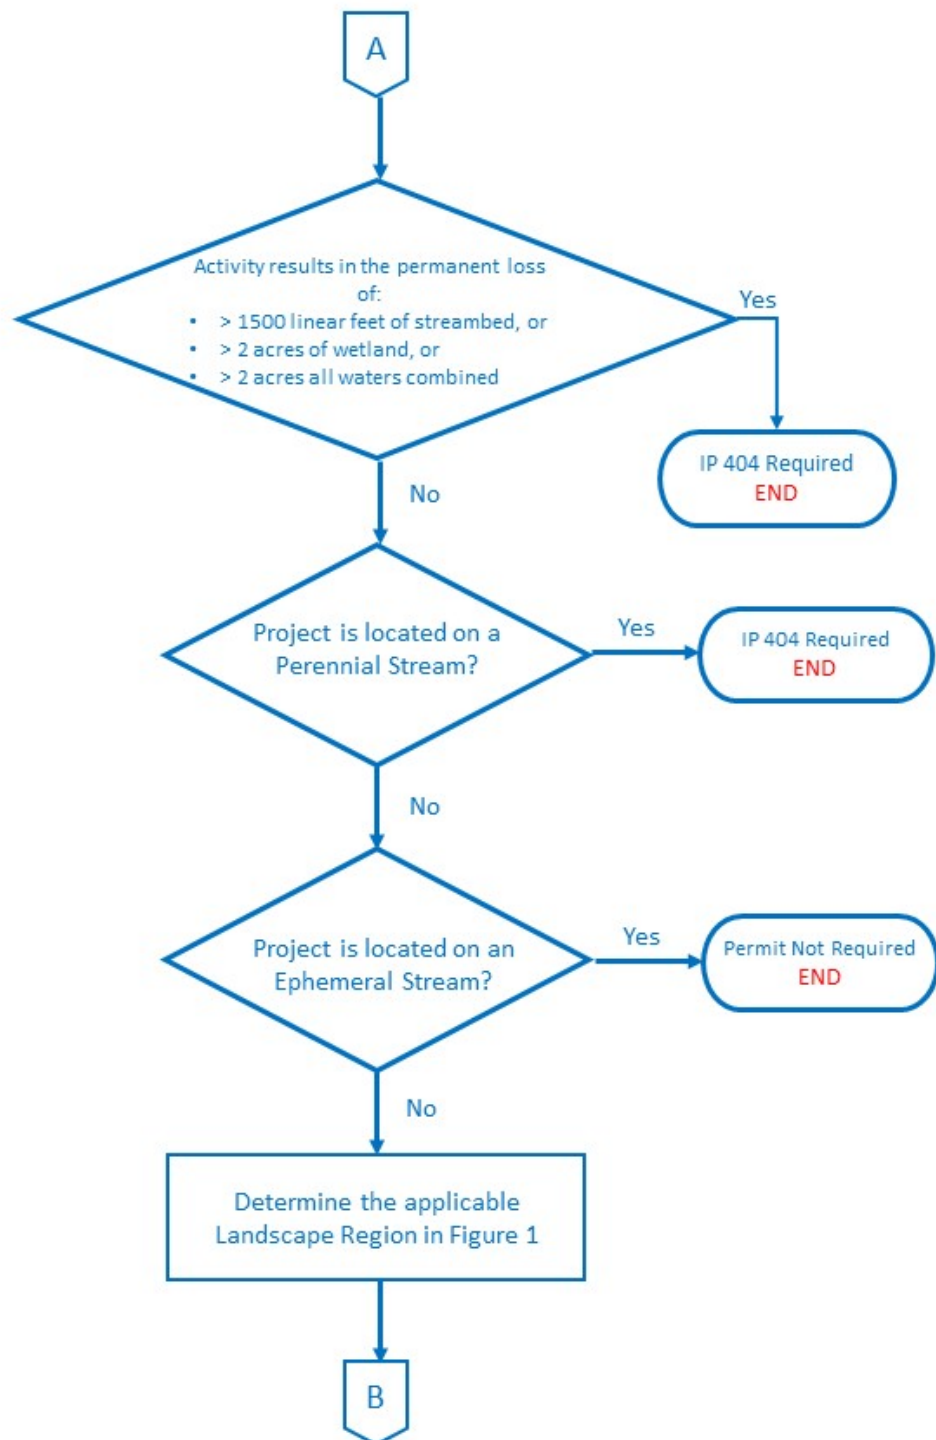 A
Activity results in the permanent loss
of:
• > 1500 linear feet of streambed, or
• > 2 acres of wetland, or
• > 2 acres all waters combined
Yes
IP 404 Required
END
No
Project is located on a
Perennial Stream?
Yes
IP 404 Required
END
No
Project is located on an
Ephemeral Stream?
Yes
Permit Not Required
END
No
Determine the applicable
Landscape Region in Figure 1
B